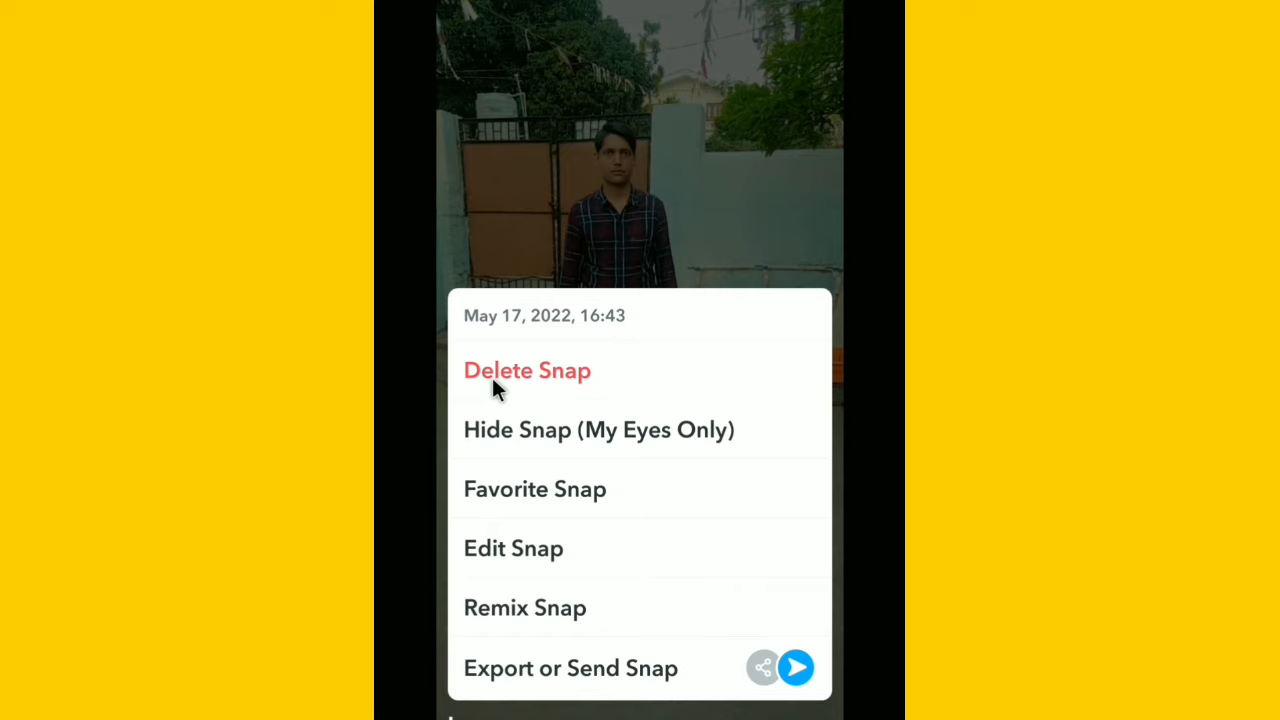 May 17, 2022, 16:43
Delete Snap
Hide Snap (My Eyes Only)
Favorite Snap
Edit Snap
Remix Snap
Export or Send Snap